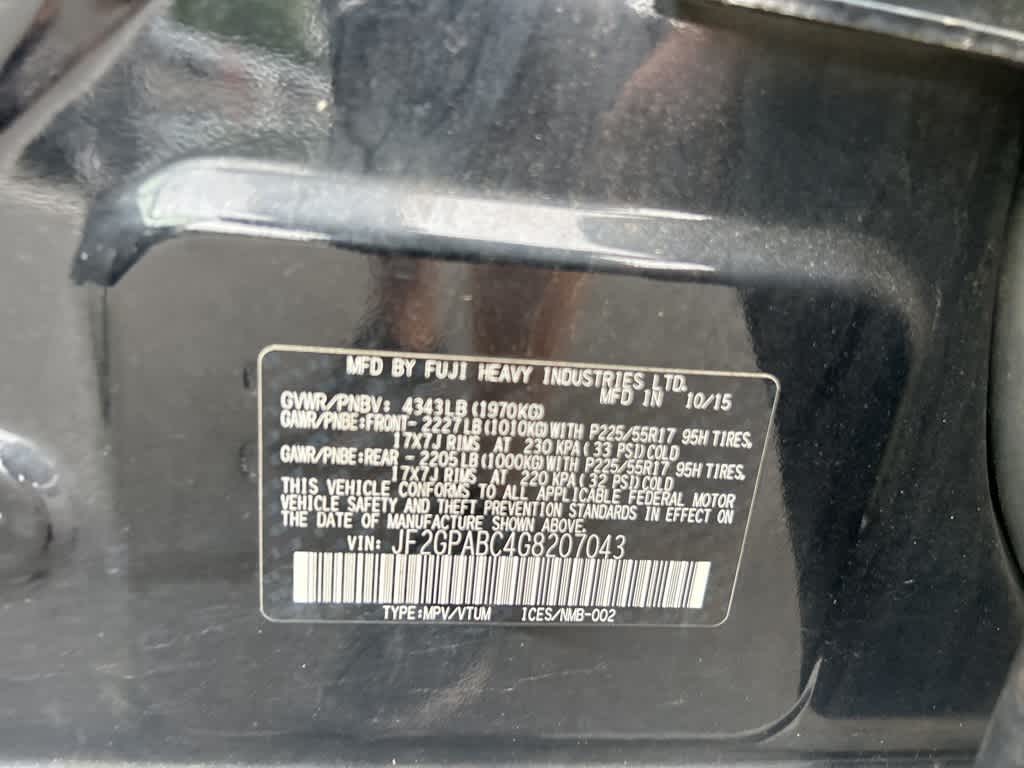 MFD BY FUJI HEAVY INDUSTRIES LTD.
MFD IN 10/15
GVWR/PNBV: 4343LB(1970KG)
GAWR/PNBE:FRONT- 2227LB(1010KG)WITH P225/55R17 95H TIRES,
17X7J RIMS AT 230 KPA(33 PSI)COLD
GAWR/PNBE:REAR - 2205LB(1000KG)WITH P225/55R17 95H TIRES,
17X7J RIMS AT 220 KPA(32 PSI)COLD
THIS VEHICLE CONFORMS TO ALL APPLICABLE FEDERAL MOTOR
VEHICLE SAFETY AND THEFT PREVENTION STANDARDS IN EFFECT ON
THE DATE OF MANUFACTURE SHOWN ABOVE.
VIN: JF2GPABC4G8207043
TYPE:MPV/VTUM ICES/NMB-002